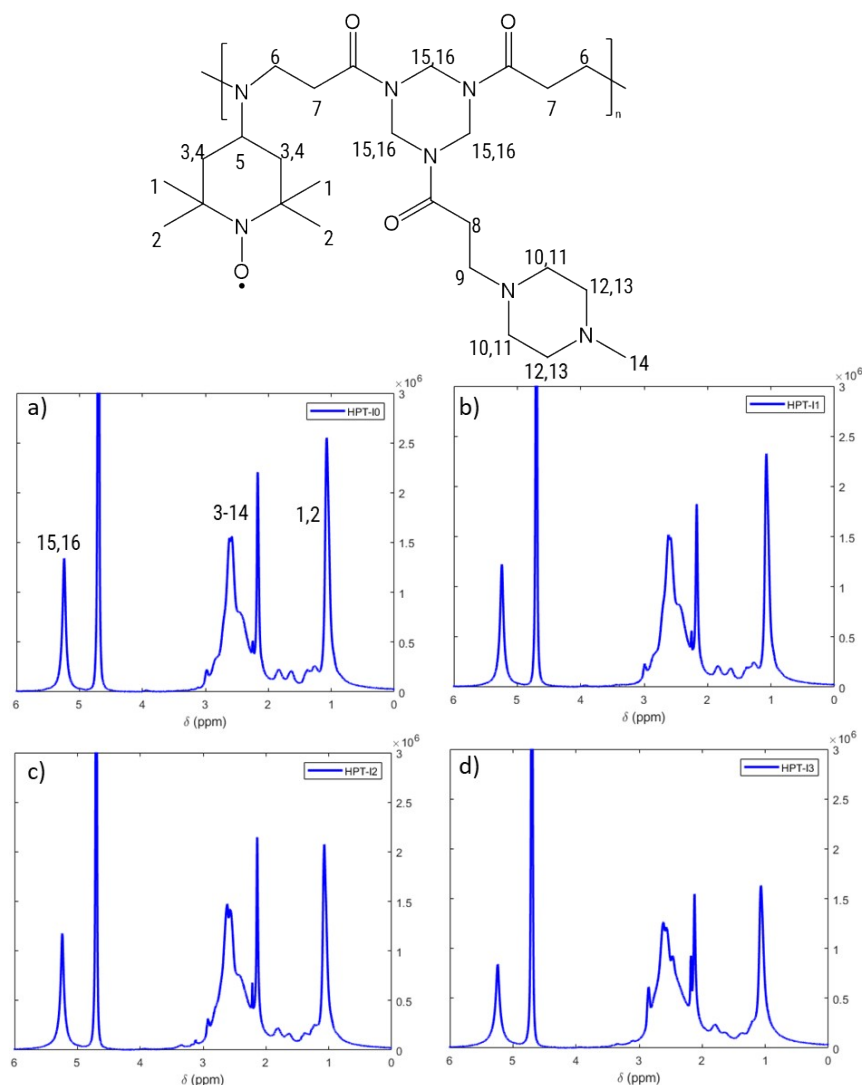 O O
6 15,16 6
N N N
7 7
n
3,4 5 3,4 15,16 N 15,16
1 1
N O 8
2 2
O 9 N 10,11
12,13
10,11 N
14
12,13
a) HPT-I0 ×10⁶
3
2.5
2
1.5
1
0.5
0
15,16 3-14 1,2
6 5 4 3 2 1 0
δ (ppm)
b) HPT-I1 ×10⁶
3
2.5
2
1.5
1
0.5
0
6 5 4 3 2 1 0
δ (ppm)
c) HPT-I2 ×10⁶
3
2.5
2
1.5
1
0.5
0
6 5 4 3 2 1 0
δ (ppm)
d) HPT-I3 ×10⁶
3
2.5
2
1.5
1
0.5
0
6 5 4 3 2 1 0
δ (ppm)